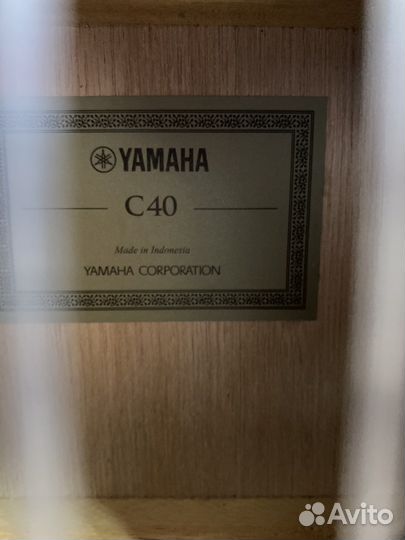 YAMAHA
C40
Made in Indonesia
YAMAHA CORPORATION
Avito